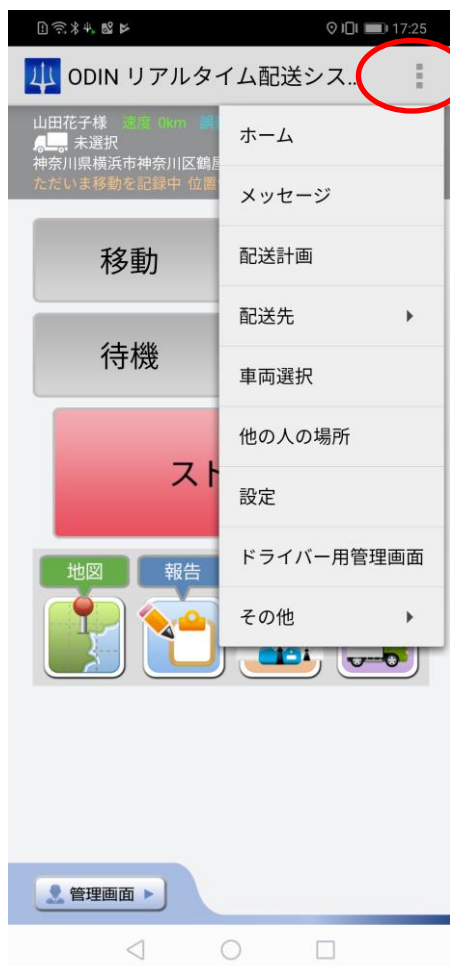 17:25
ODIN リアルタイム配送シス...
山田花子様 速度 0km
未選択
神奈川県横浜市神奈川区鶴屋
ただいま移動を記録中 位置
ホーム
メッセージ
配送計画
配送先
車両選択
他の人の場所
設定
ドライバー用管理画面
その他
移動
待機
スト
地図
報告
管理画面